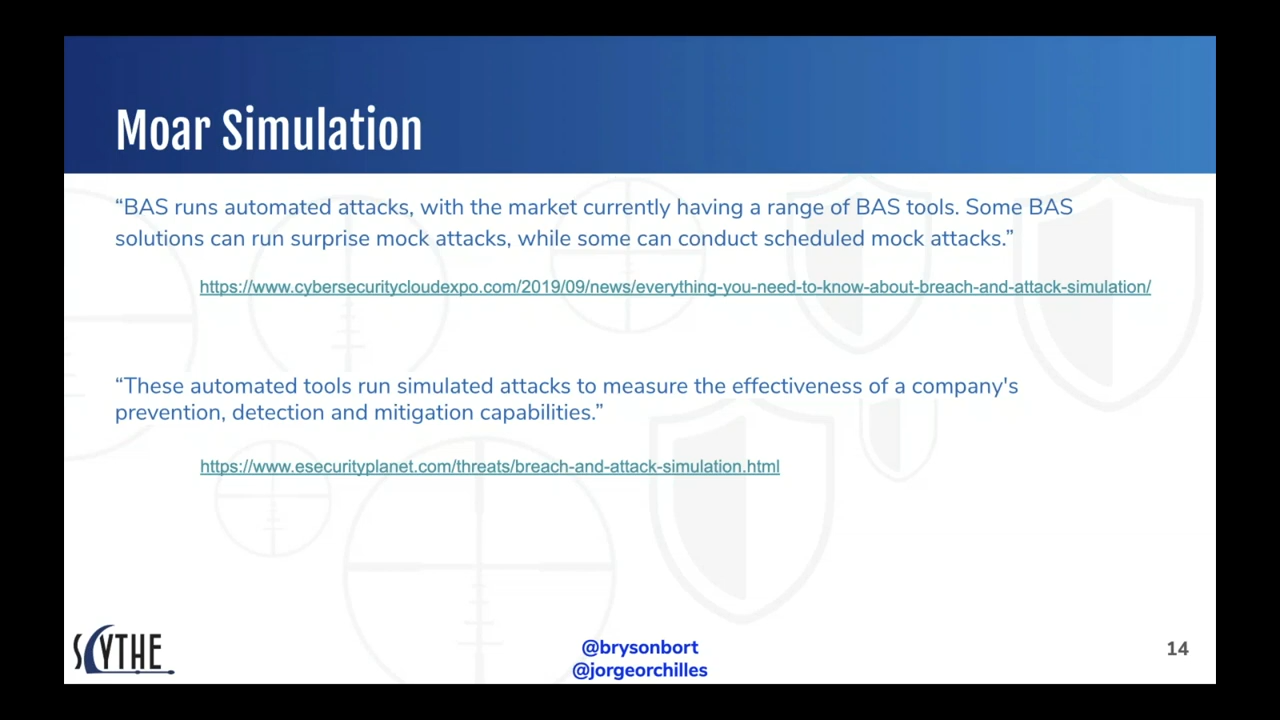 Moar Simulation
“BAS runs automated attacks, with the market currently having a range of BAS tools. Some BAS
solutions can run surprise mock attacks, while some can conduct scheduled mock attacks.”
https://www.cybersecuritycloudexpo.com/2019/09/news/everything-you-need-to-know-about-breach-and-attack-simulation/
“These automated tools run simulated attacks to measure the effectiveness of a company's
prevention, detection and mitigation capabilities.”
https://www.esecurityplanet.com/threats/breach-and-attack-simulation.html
SCYTHE
@brysonbort
@jorgeorchilles
14